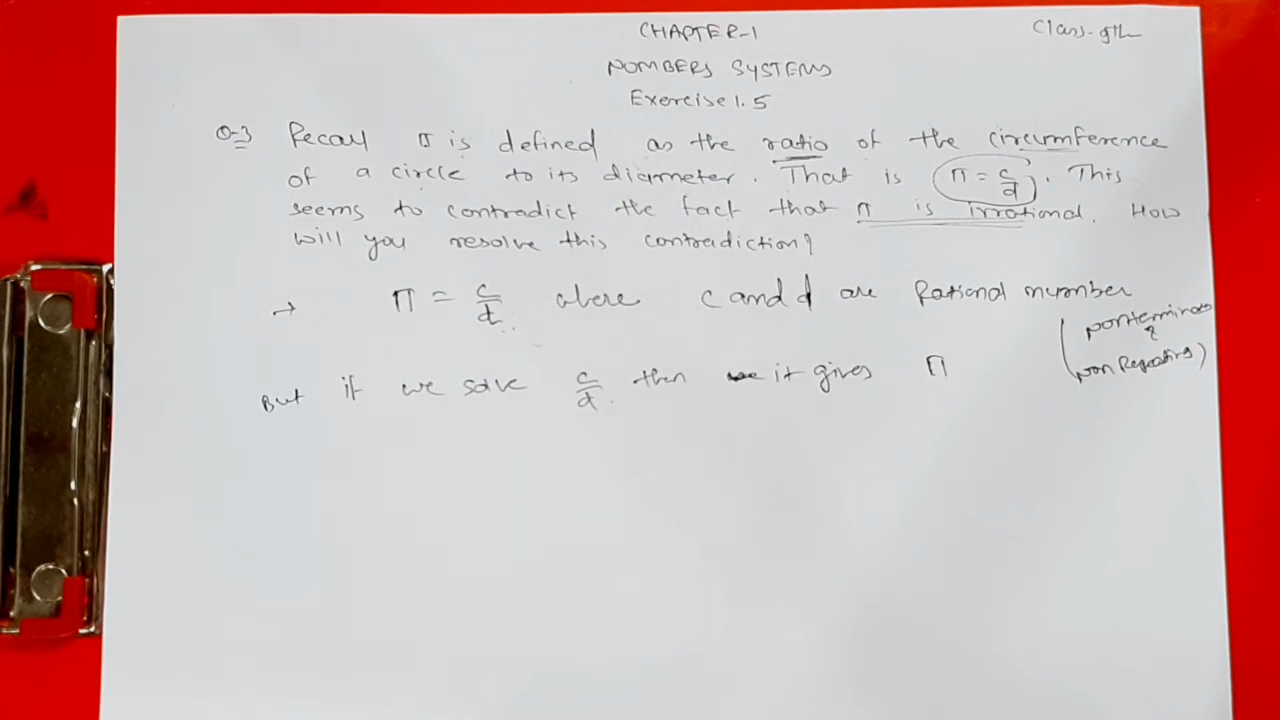 CHAPTER-1
Class-9th
NUMBERS SYSTEMS
Exercise 1.5
Q-3 Recall π is defined as the ratio of the circumference
of a circle to its diameter. That is π = c/d. This
seems to contradict the fact that π is irrational. How
will you resolve this contradiction?
→ π = c/d where c and d are Rational number
But if we solve c/d then it gives π
(nonterminating
&
non Repeating)